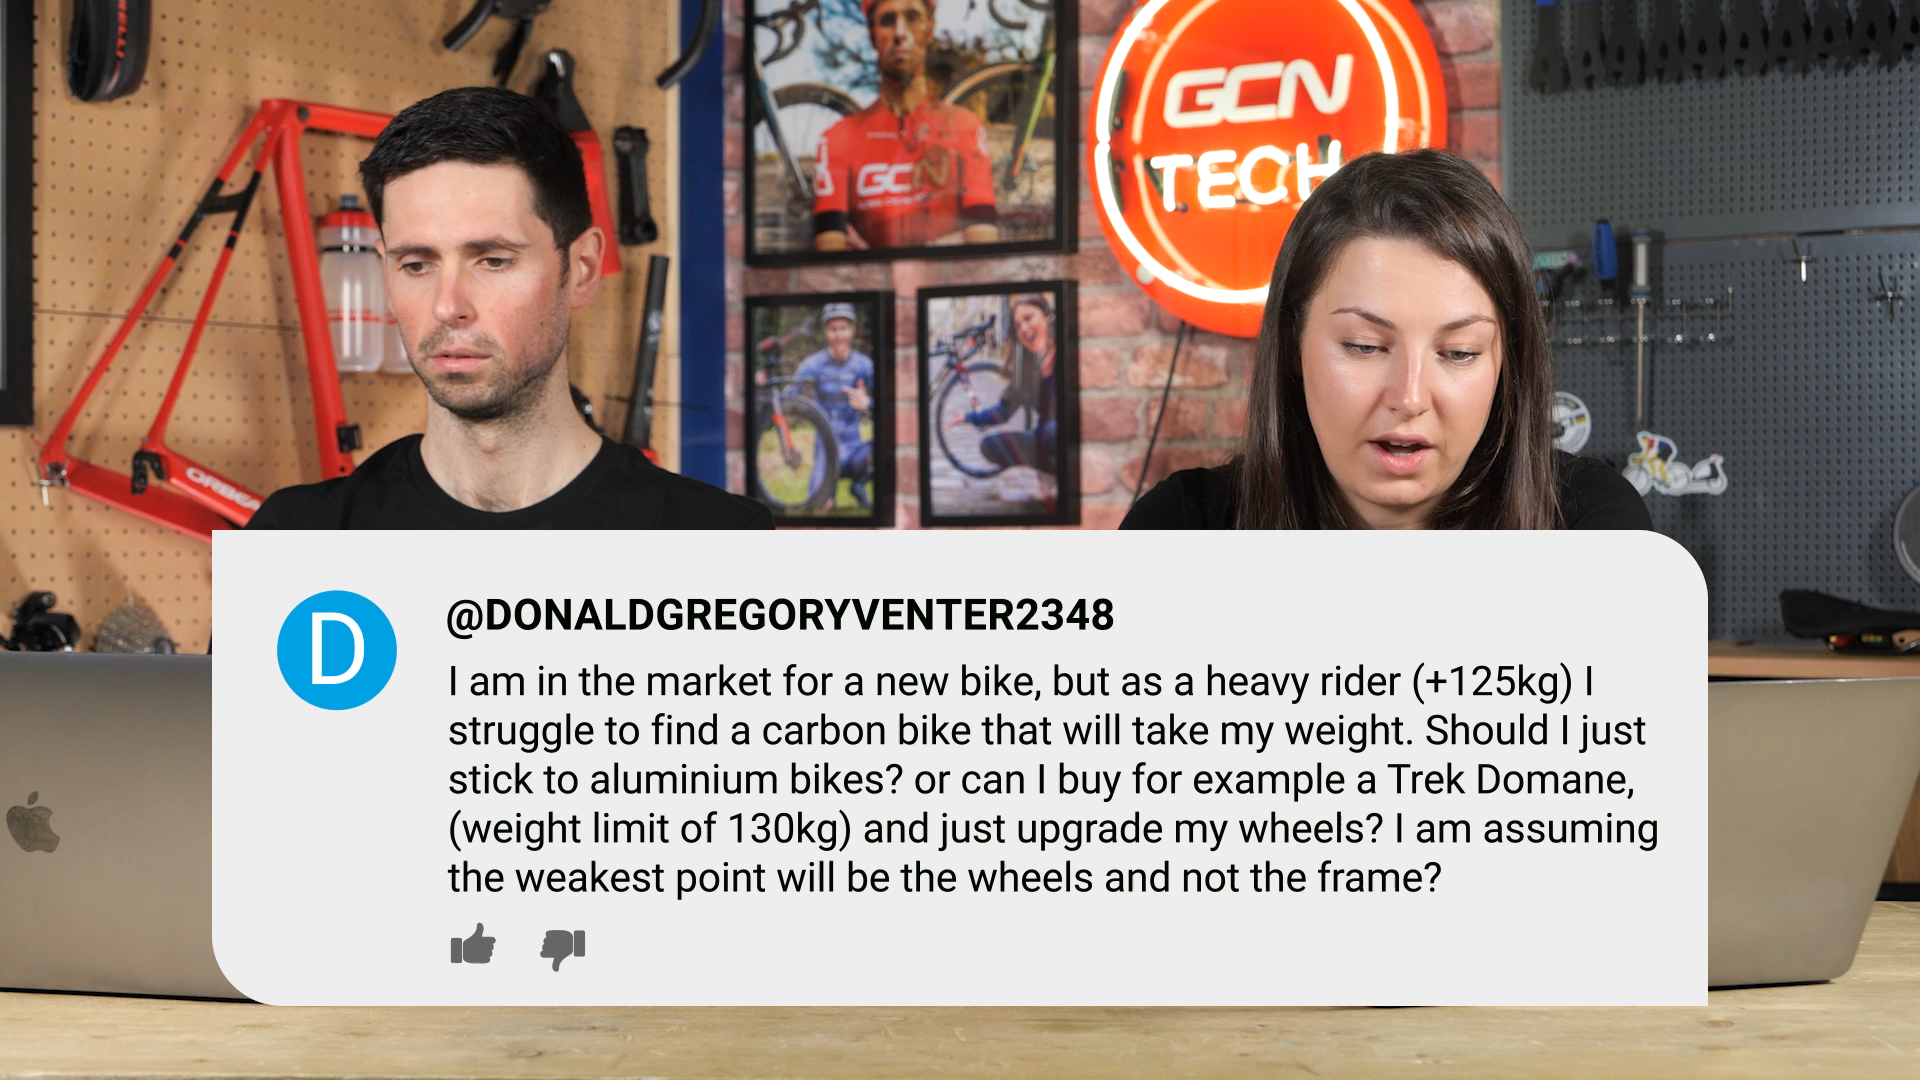 GCN
TECH
GCN
ORBEA
@DONALDGREGORYVENTER2348
D
I am in the market for a new bike, but as a heavy rider (+125kg) I
struggle to find a carbon bike that will take my weight. Should I just
stick to aluminium bikes? or can I buy for example a Trek Domane,
(weight limit of 130kg) and just upgrade my wheels? I am assuming
the weakest point will be the wheels and not the frame?